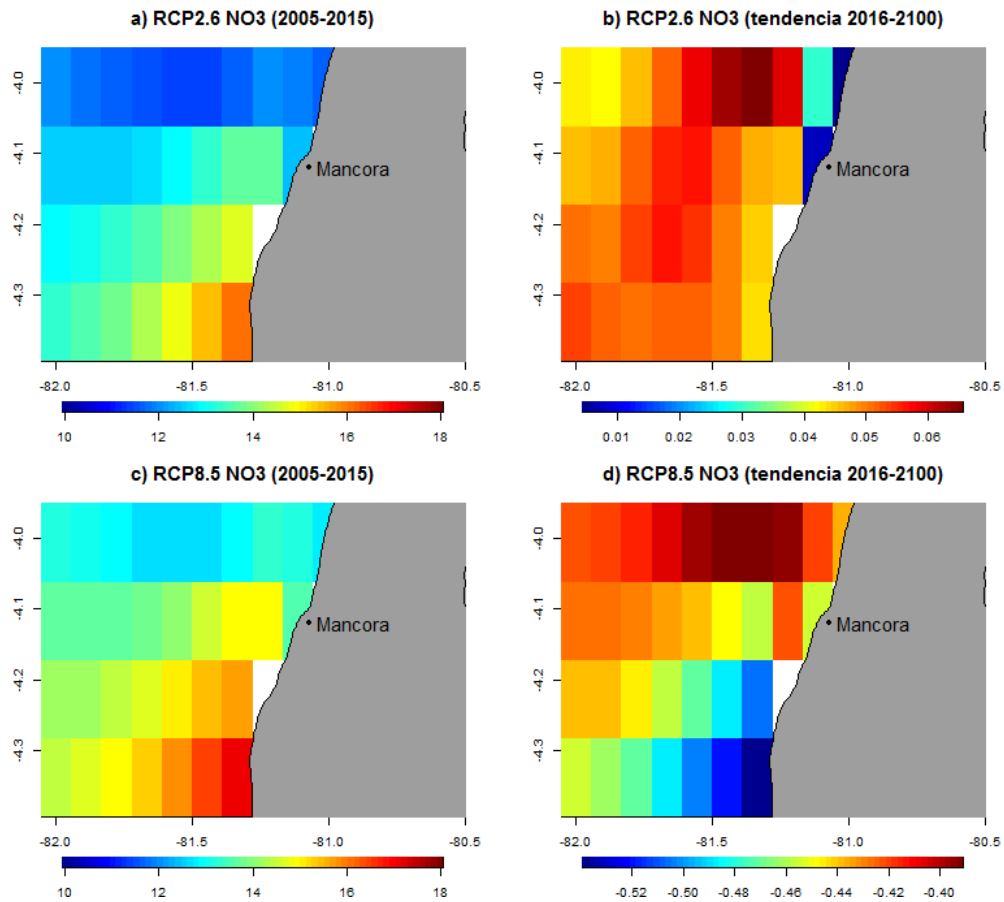 a) RCP2.6 NO3 (2005-2015)
-4.0
-4.1
-4.2
-4.3
Mancora
-82.0 -81.5 -81.0 -80.5
10 12 14 16 18
b) RCP2.6 NO3 (tendencia 2016-2100)
-4.0
-4.1
-4.2
-4.3
Mancora
-82.0 -81.5 -81.0 -80.5
0.01 0.02 0.03 0.04 0.05 0.06
c) RCP8.5 NO3 (2005-2015)
-4.0
-4.1
-4.2
-4.3
Mancora
-82.0 -81.5 -81.0 -80.5
10 12 14 16 18
d) RCP8.5 NO3 (tendencia 2016-2100)
-4.0
-4.1
-4.2
-4.3
Mancora
-82.0 -81.5 -81.0 -80.5
-0.52 -0.50 -0.48 -0.46 -0.44 -0.42 -0.40